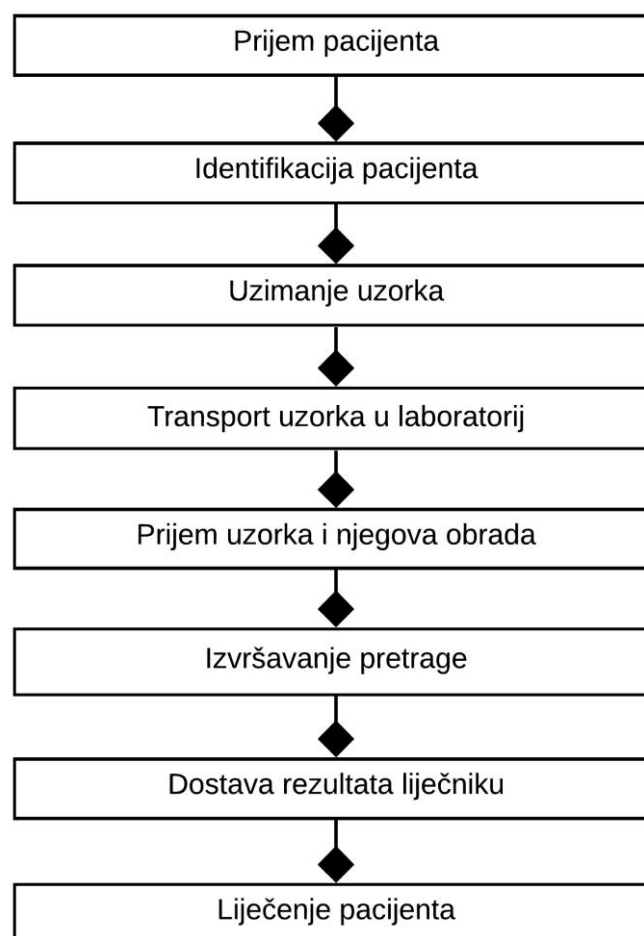 Prijem pacijenta
Identifikacija pacijenta
Uzimanje uzorka
Transport uzorka u laboratorij
Prijem uzorka i njegova obrada
Izvršavanje pretrage
Dostava rezultata liječniku
Liječenje pacijenta